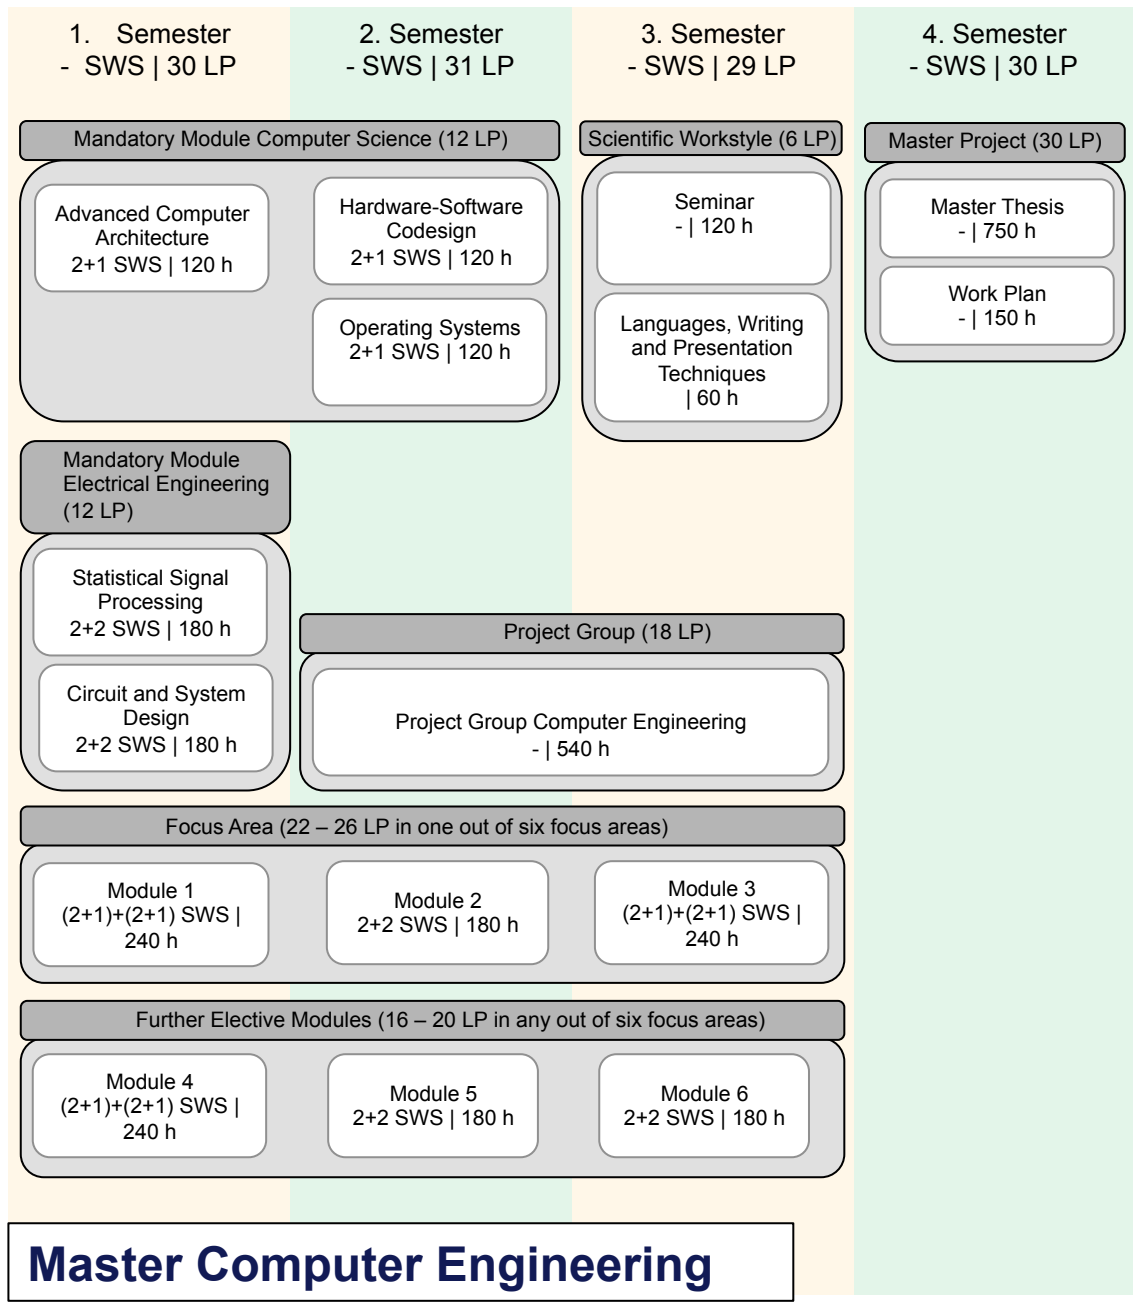 1. Semester
- SWS | 30 LP
2. Semester
- SWS | 31 LP
3. Semester
- SWS | 29 LP
4. Semester
- SWS | 30 LP
Mandatory Module Computer Science (12 LP)
Advanced Computer
Architecture
2+1 SWS | 120 h
Hardware-Software
Codesign
2+1 SWS | 120 h
Operating Systems
2+1 SWS | 120 h
Scientific Workstyle (6 LP)
Seminar
- | 120 h
Languages, Writing
and Presentation
Techniques
| 60 h
Master Project (30 LP)
Master Thesis
- | 750 h
Work Plan
- | 150 h
Mandatory Module
Electrical Engineering
(12 LP)
Statistical Signal
Processing
2+2 SWS | 180 h
Circuit and System
Design
2+2 SWS | 180 h
Project Group (18 LP)
Project Group Computer Engineering
- | 540 h
Focus Area (22 – 26 LP in one out of six focus areas)
Module 1
(2+1)+(2+1) SWS |
240 h
Module 2
2+2 SWS | 180 h
Module 3
(2+1)+(2+1) SWS |
240 h
Further Elective Modules (16 – 20 LP in any out of six focus areas)
Module 4
(2+1)+(2+1) SWS |
240 h
Module 5
2+2 SWS | 180 h
Module 6
2+2 SWS | 180 h
Master Computer Engineering